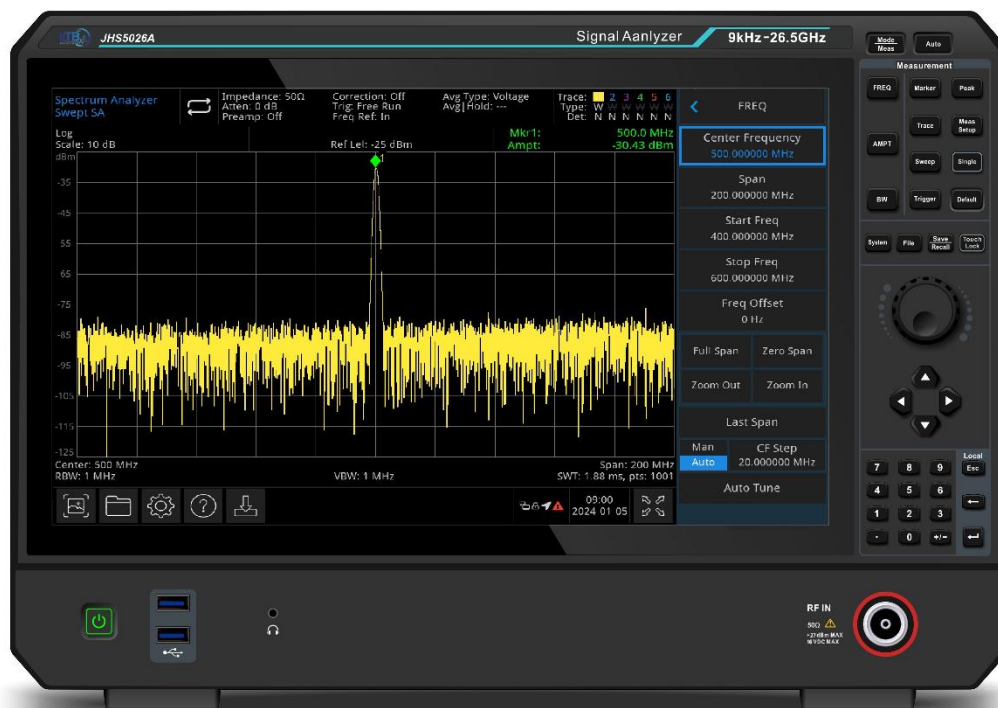 JHS5026A
Signal Aanlyzer
9kHz-26.5GHz
Mode
Meas
Auto
Measurement
FREQ
Marker
Peak
Trace
Meas
Setup
AMPT
Sweep
Single
BW
Trigger
Default
System
File
Save
Recall
Touch
Lock
Spectrum Analyzer
Swept SA
Impedance: 50Ω
Atten: 0 dB
Preamp: Off
Correction: Off
Trig: Free Run
Freq Ref: In
Avg Type: Voltage
Avg|Hold: ---
Trace: 2 3 4 5 6
Type: W W W W W W
Det: N N N N N N
Log
Scale: 10 dB
Ref Lel: -25 dBm
Mkr1: 500.0 MHz
Ampt: -30.43 dBm
dBm
1
-35
-45
55
65
-75
-85
-95
-105
-115
-125
Center: 500 MHz
RBW: 1 MHz
VBW: 1 MHz
Span: 200 MHz
SWT: 1.88 ms, pts: 1001
09:00
2024 01 05
FREQ
Center Frequency
500.000000 MHz
Span
200.000000 MHz
Start Freq
400.000000 MHz
Stop Freq
600.000000 MHz
Freq Offset
0 Hz
Full Span
Zero Span
Zoom Out
Zoom In
Last Span
Man
Auto
CF Step
20.000000 MHz
Auto Tune
Local
7 8 9 Esc
4 5 6
1 2 3
. 0 +/-
RF IN
50Ω
+27dBm MAX
16 VDC MAX